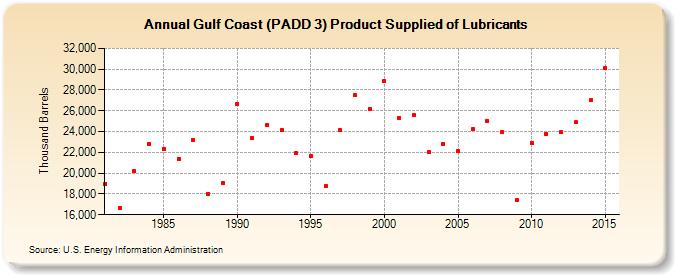 Annual Gulf Coast (PADD 3) Product Supplied of Lubricants
Thousand Barrels
32,000
30,000
28,000
26,000
24,000
22,000
20,000
18,000
16,000
1985 1990 1995 2000 2005 2010 2015
Source: U.S. Energy Information Administration